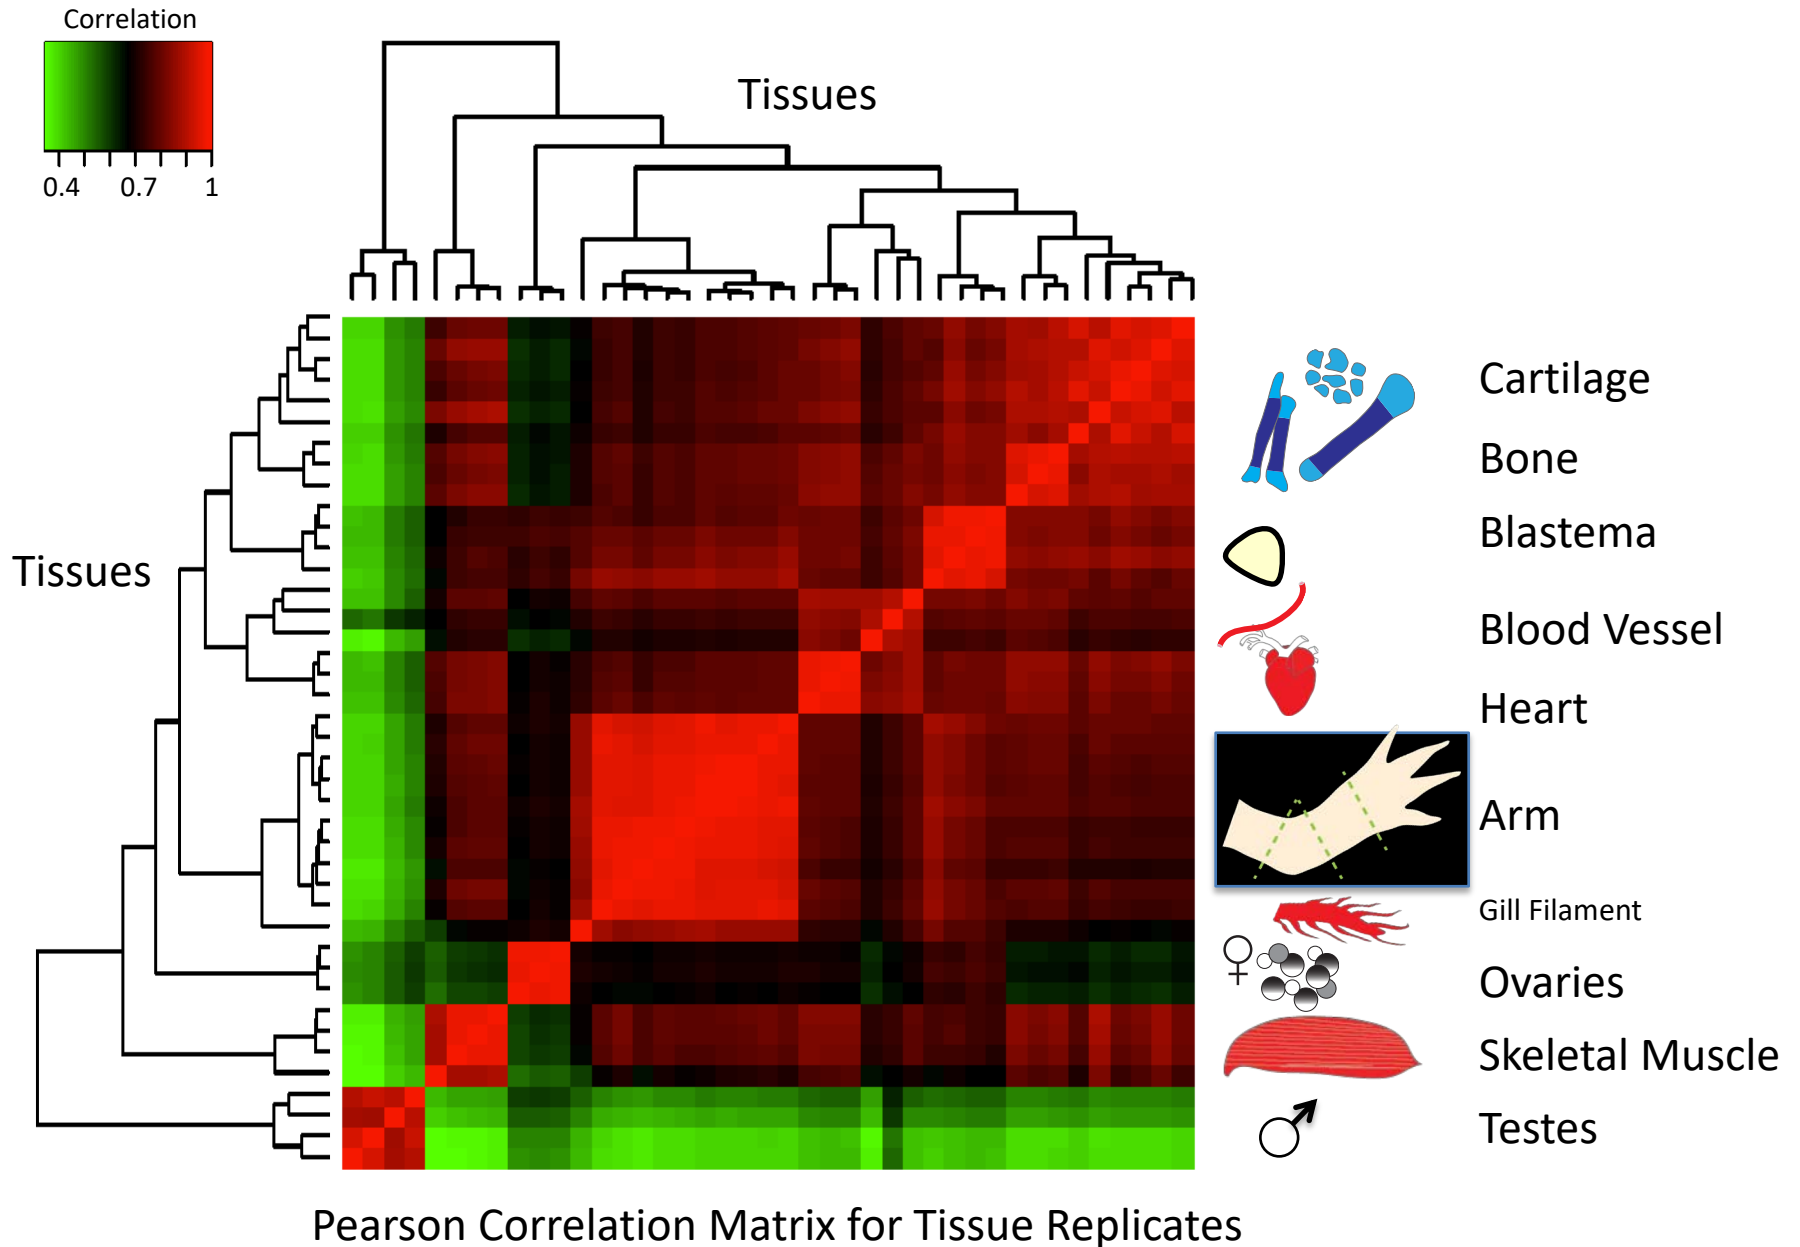 Correlation
0.4 0.7 1
Tissues
Tissues
Cartilage
Bone
Blastema
Blood Vessel
Heart
Arm
Gill Filament
Ovaries
Skeletal Muscle
Testes
Pearson Correlation Matrix for Tissue Replicates